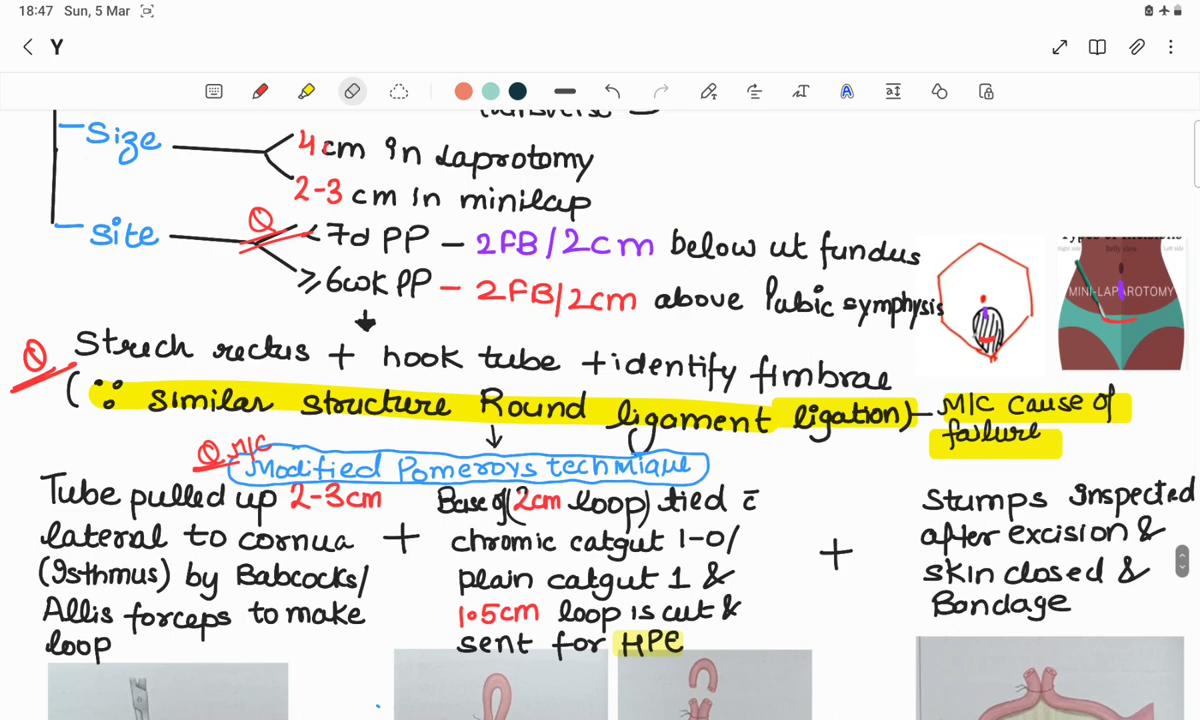 18:47 Sun, 5 Mar
Y
Size
4cm in Laprotomy
2-3 cm in minilap
Site
Q
<7d PP - 2FB/2cm below ut fundus
≥6wk PP - 2FB/2cm above Pubic symphysis
MINI-LAPAROTOMY
Q
Strech rectus + hook tube + identify fimbrae
(∵ similar structure Round ligament ligation) - M/C cause of
failure
Q M/C
Modified Pomeroys technique
Tube pulled up 2-3cm
lateral to cornua
(Isthmus) by Babcocks/
Allis forceps to make
loop
+
Base of (2cm loop) tied c̄
chromic catgut 1-0/
plain catgut 1 &
1.5cm loop is cut &
sent for HPE
+
Stumps inspected
after excision &
skin closed &
Bondage